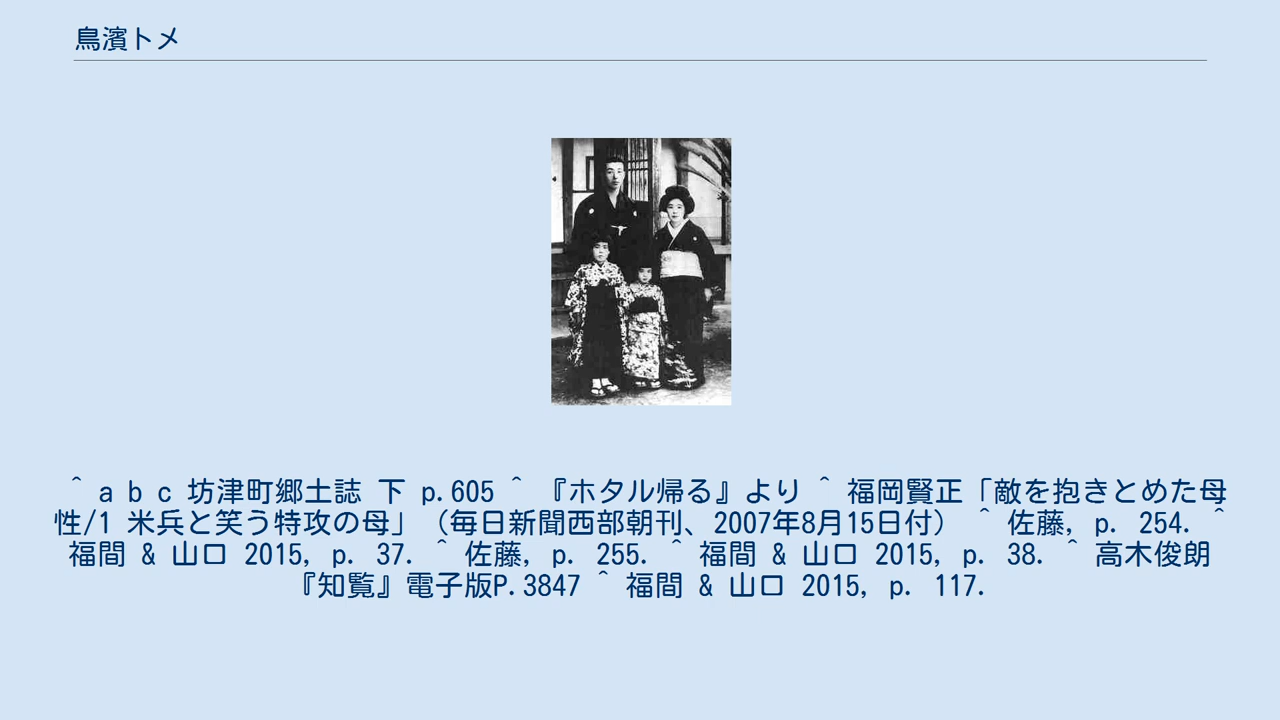 鳥濱トメ
^ a b c 坊津町郷土誌 下 p.605 ^ 『ホタル帰る』より ^ 福岡賢正「敵を抱きとめた母
性/1 米兵と笑う特攻の母」（毎日新聞西部朝刊、2007年8月15日付） ^ 佐藤, p. 254. ^
福間 & 山口 2015, p. 37. ^ 佐藤, p. 255. ^ 福間 & 山口 2015, p. 38. ^ 高木俊朗
『知覧』電子版P.3847 ^ 福間 & 山口 2015, p. 117.